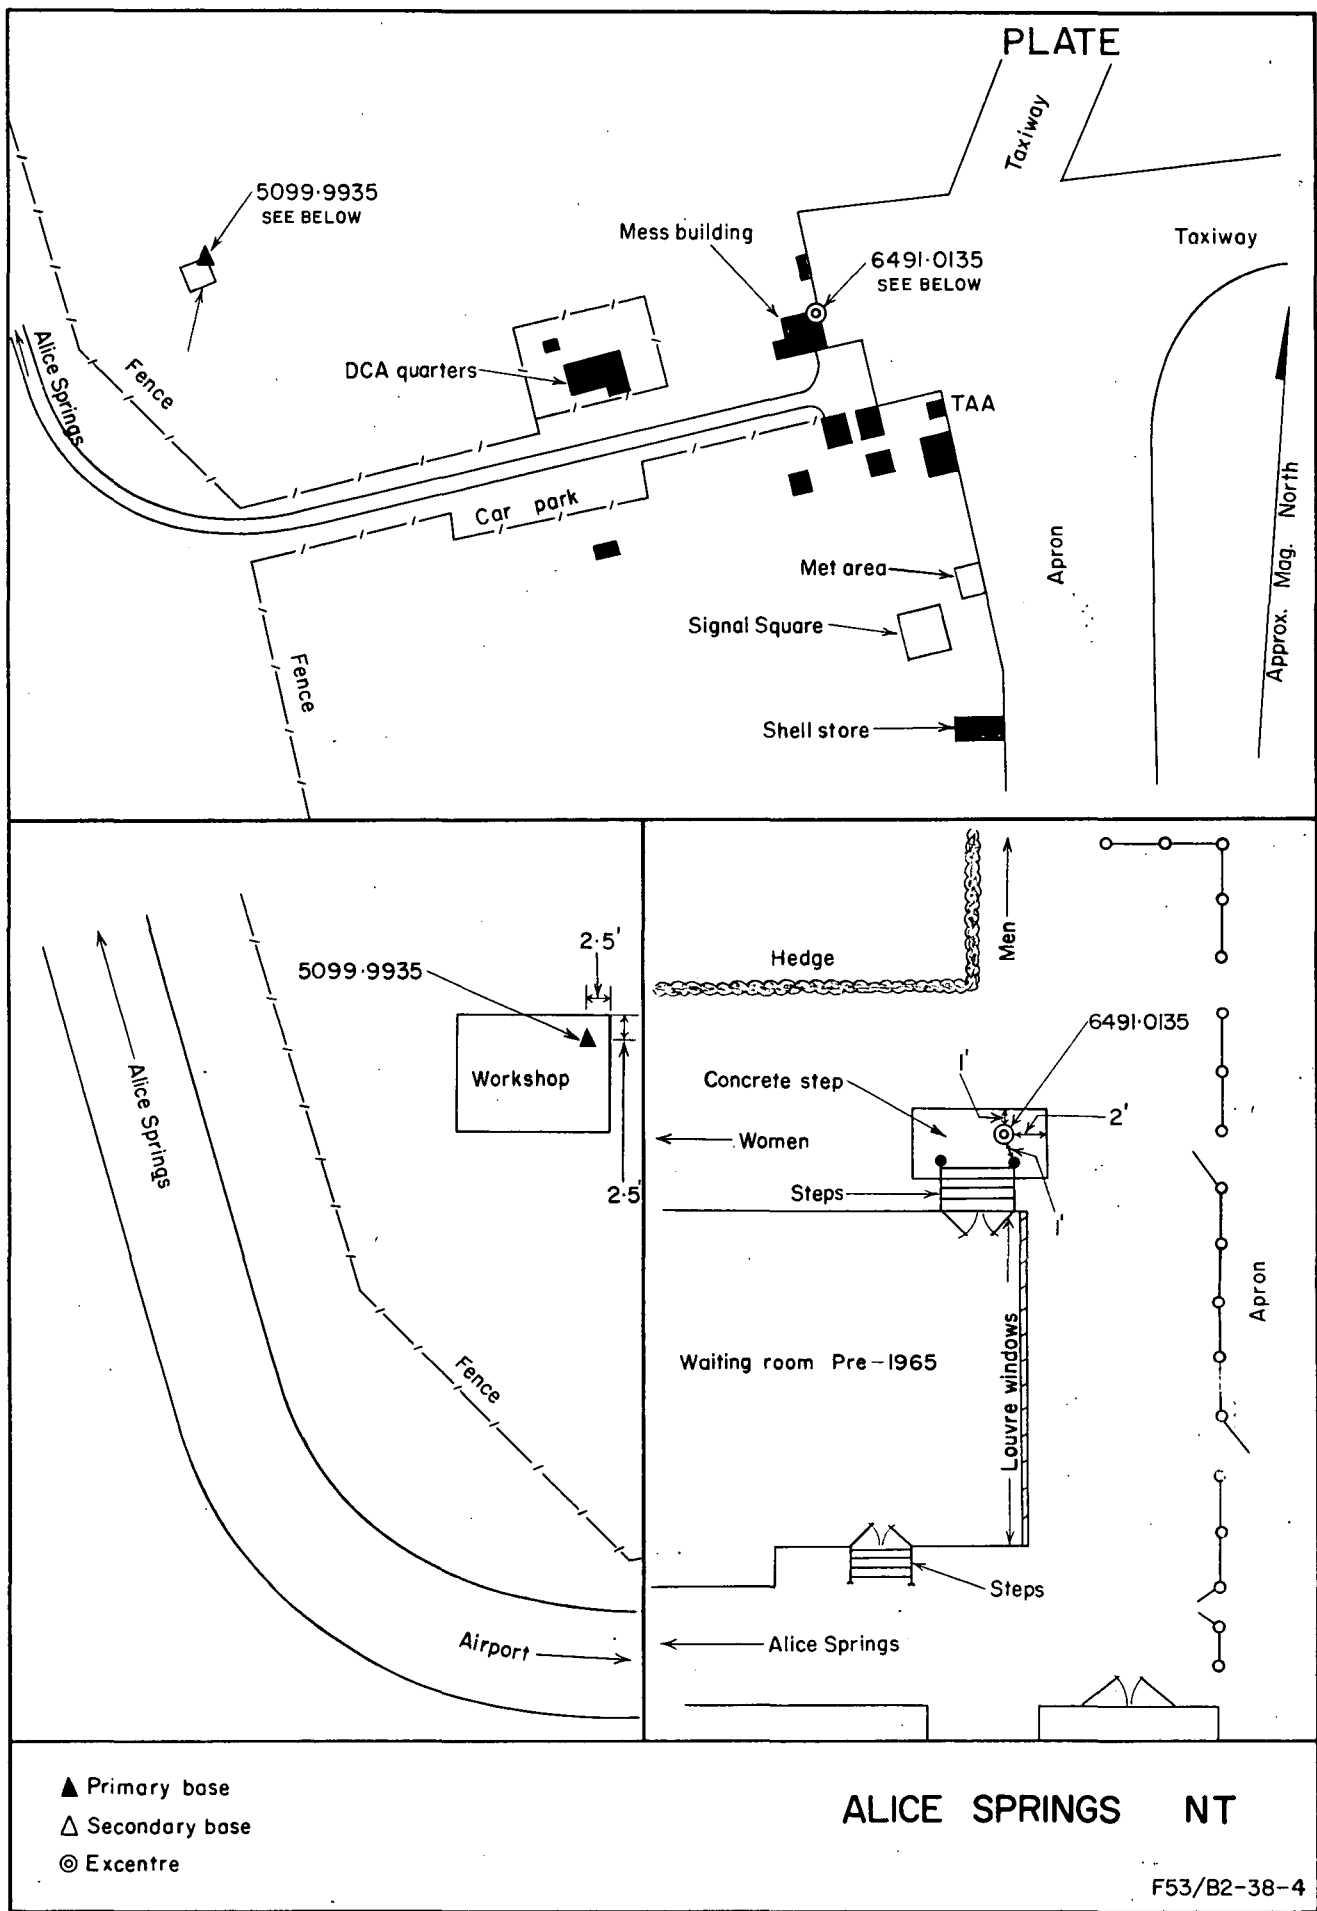 PLATE
Taxiway
5099·9935
SEE BELOW
Mess building
6491·0135
SEE BELOW
Taxiway
Alice Springs
Fence
DCA quarters
TAA
Car park
Met area
Apron
Approx. Mag. North
Signal Square
Fence
Shell store
2·5'
5099·9935
Workshop
Alice Springs
2·5'
Fence
Airport
Hedge
Men
6491·0135
1'
Concrete step
2'
Women
Steps
1'
Apron
Waiting room Pre-1965
Louvre windows
Steps
Alice Springs
Primary base
Secondary base
Excentre
ALICE SPRINGS NT
F53/B2-38-4